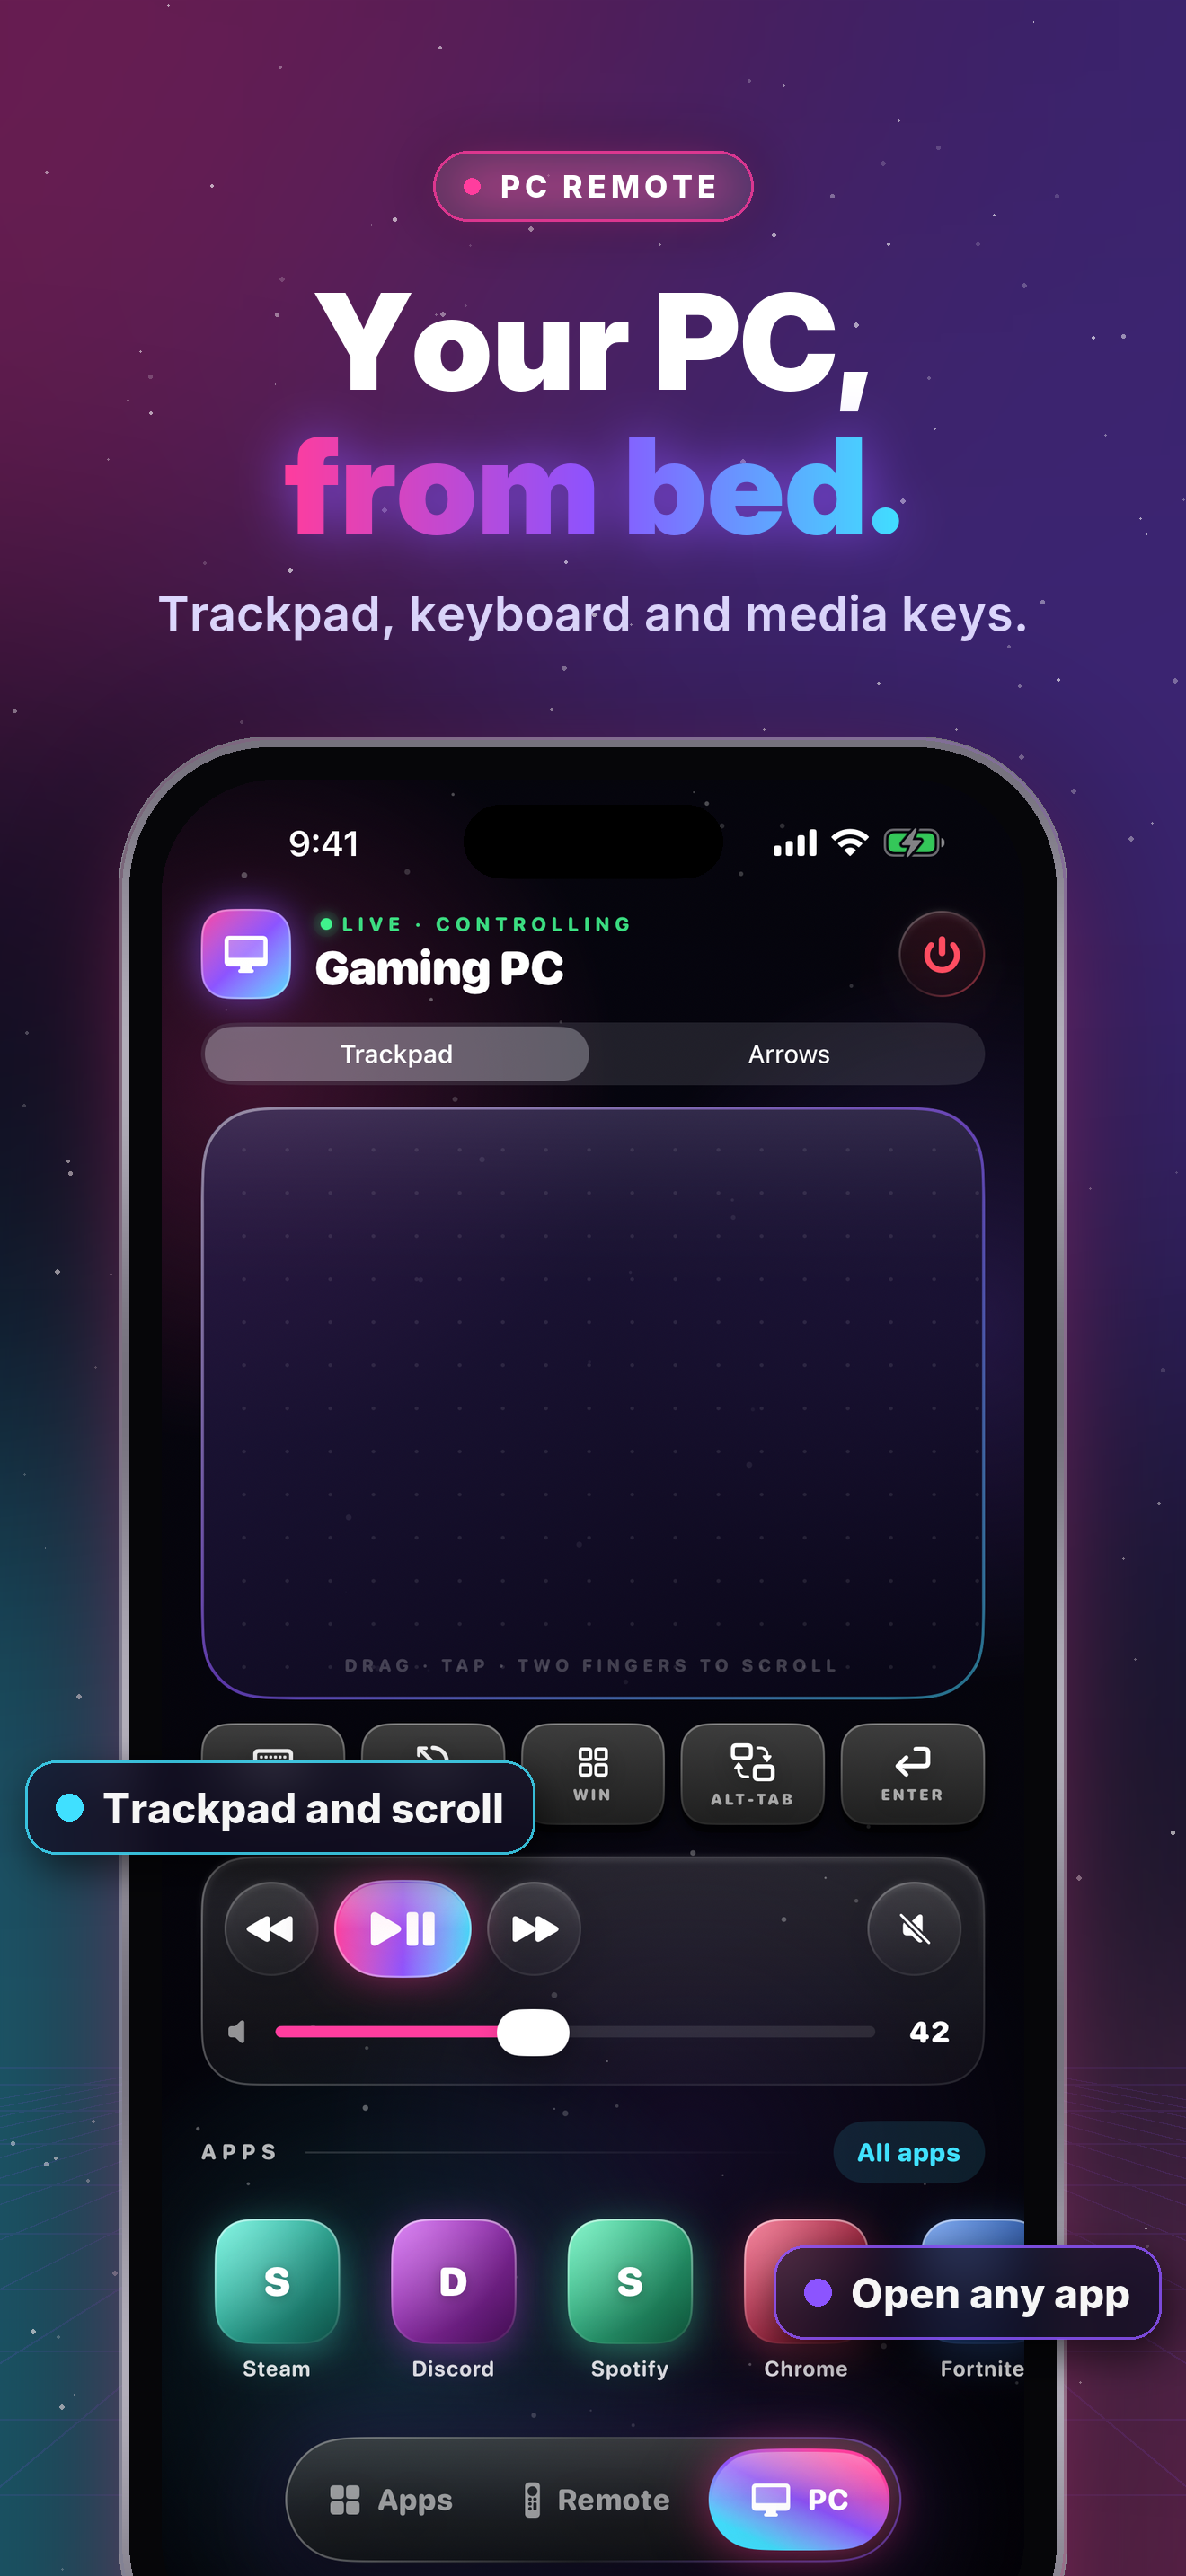 PC REMOTE
Your PC,
from bed.
Trackpad, keyboard and media keys.
9:41
LIVE · CONTROLLING
Gaming PC
Trackpad
Arrows
DRAG · TAP · TWO FINGERS TO SCROLL
Trackpad and scroll
WIN
ALT-TAB
ENTER
42
APPS
All apps
S
D
S
Open any app
Steam
Discord
Spotify
Chrome
Fortnite
Apps
Remote
PC